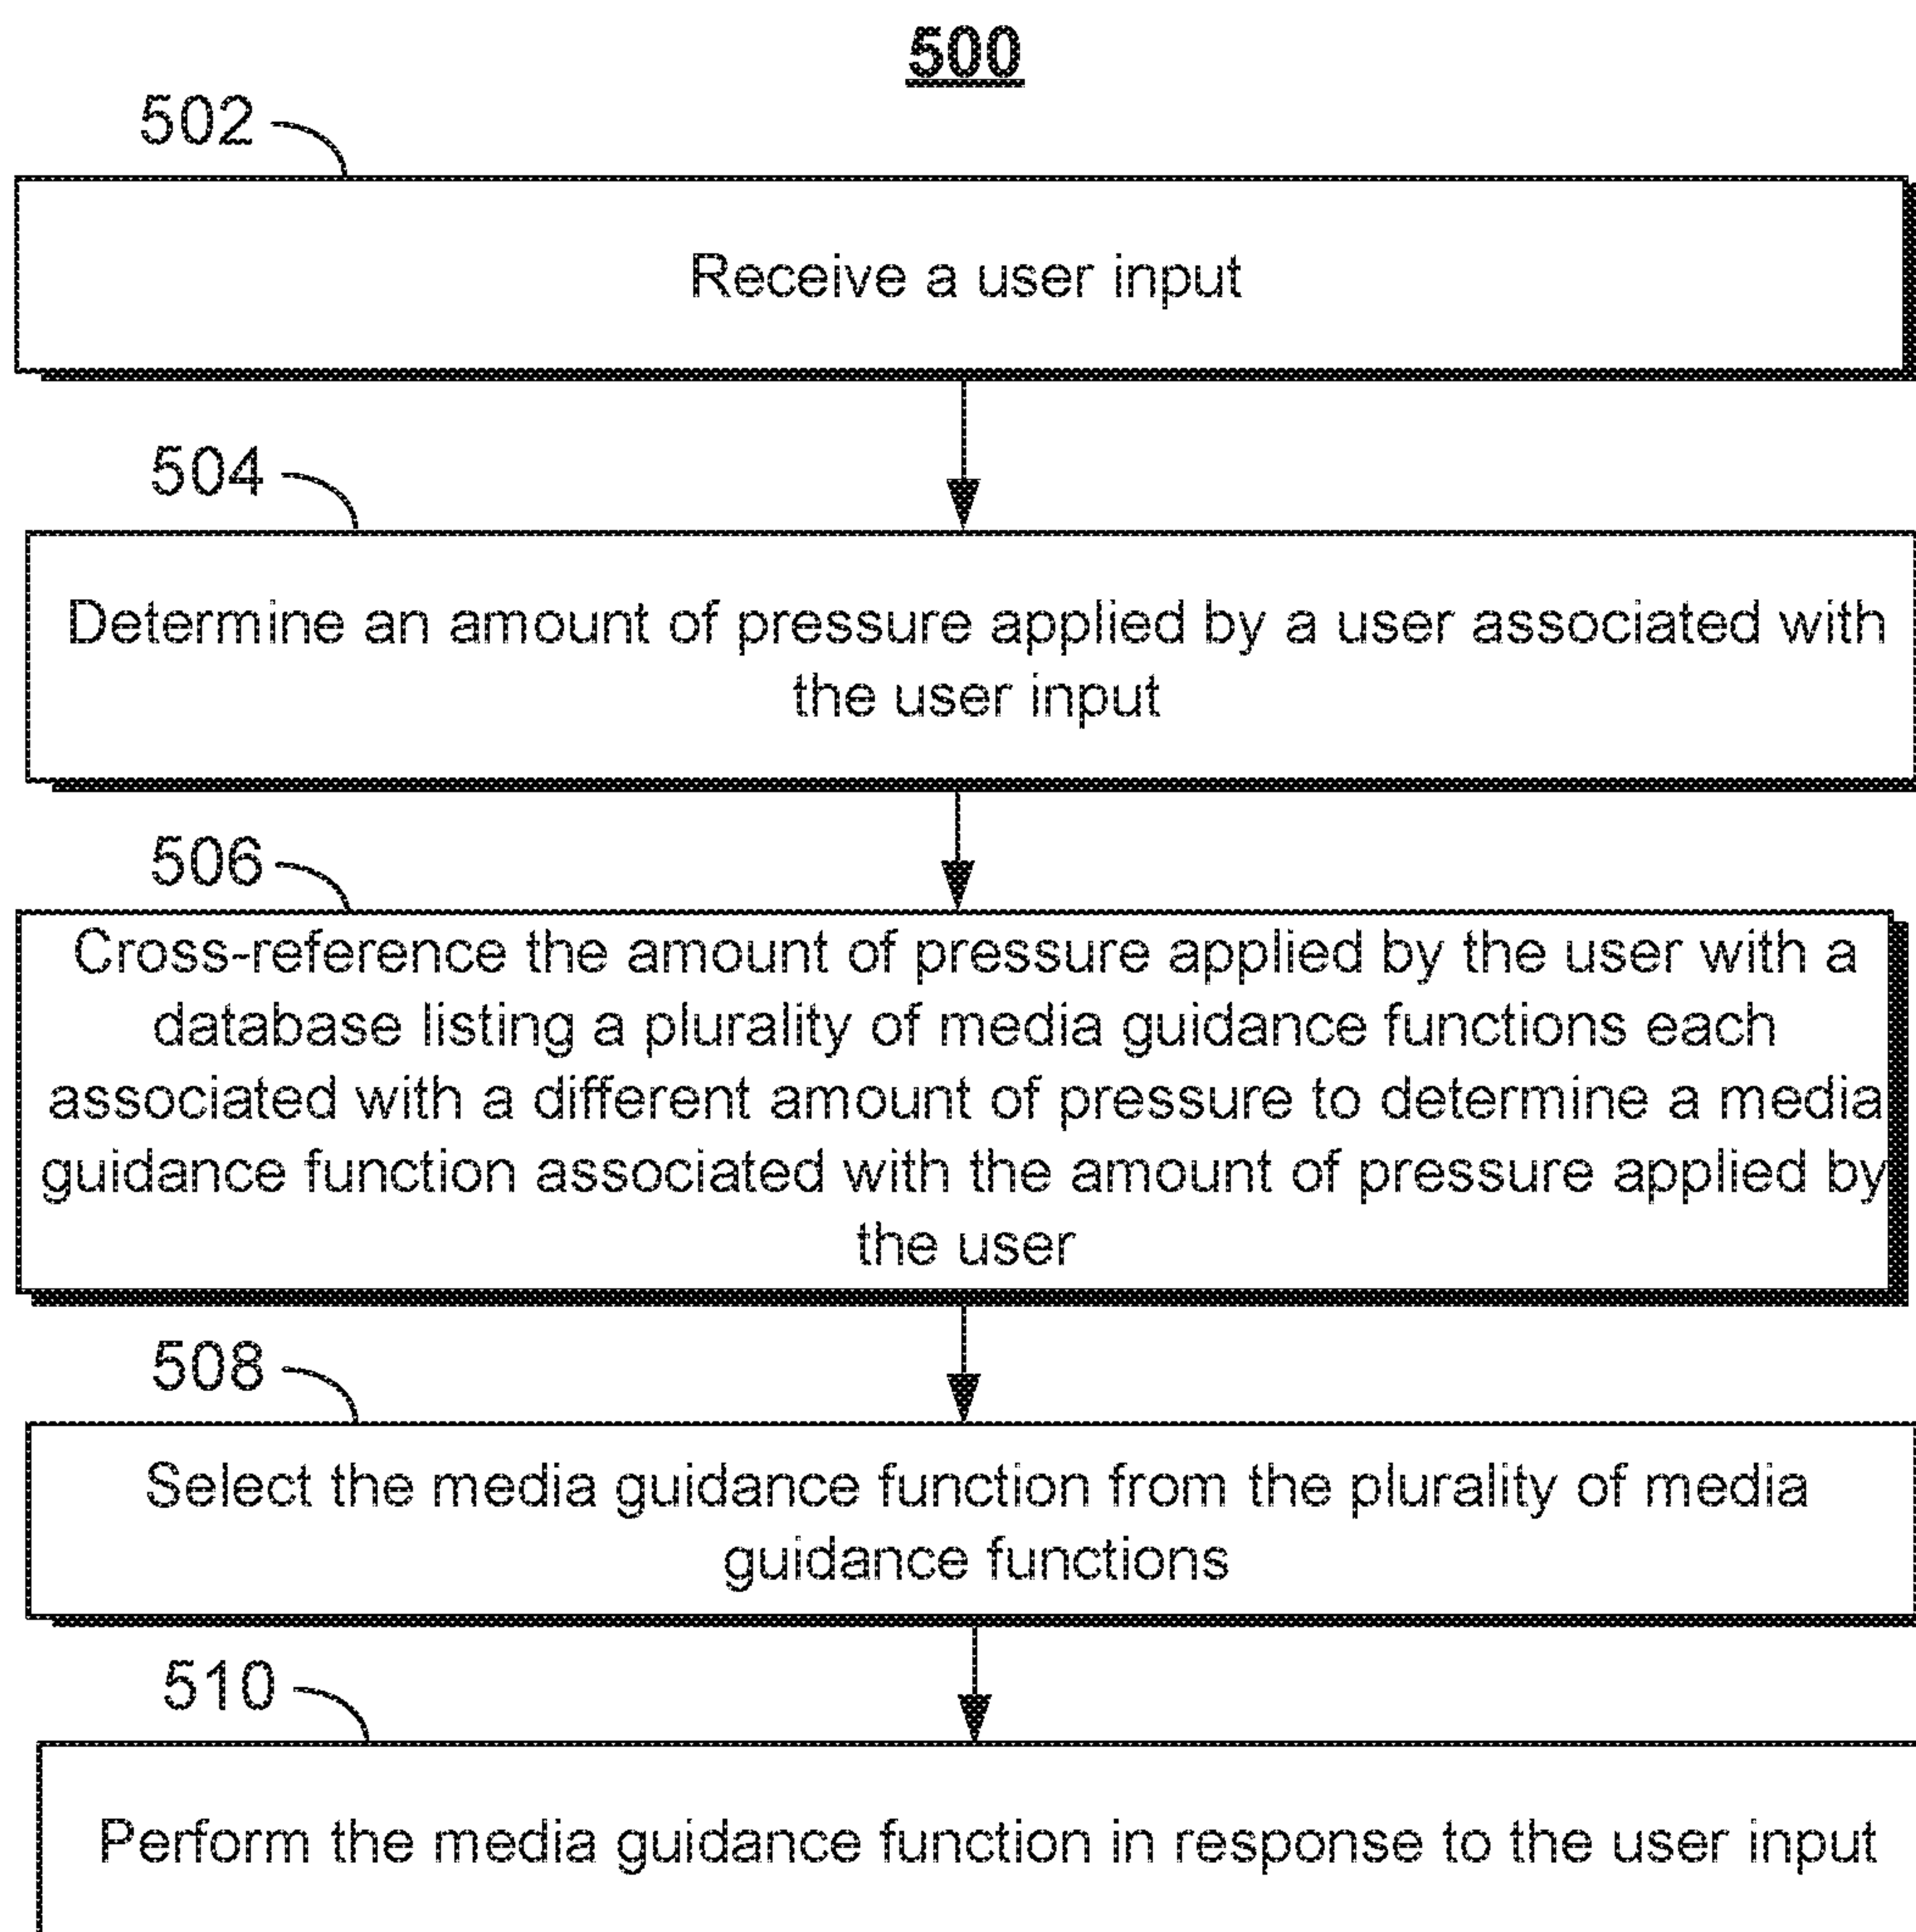 500
502
Receive a user input
504
Determine an amount of pressure applied by a user associated with
the user input
506
Cross-reference the amount of pressure applied by the user with a
database listing a plurality of media guidance functions each
associated with a different amount of pressure to determine a media
guidance function associated with the amount of pressure applied by
the user
508
Select the media guidance function from the plurality of media
guidance functions
510
Perform the media guidance function in response to the user input